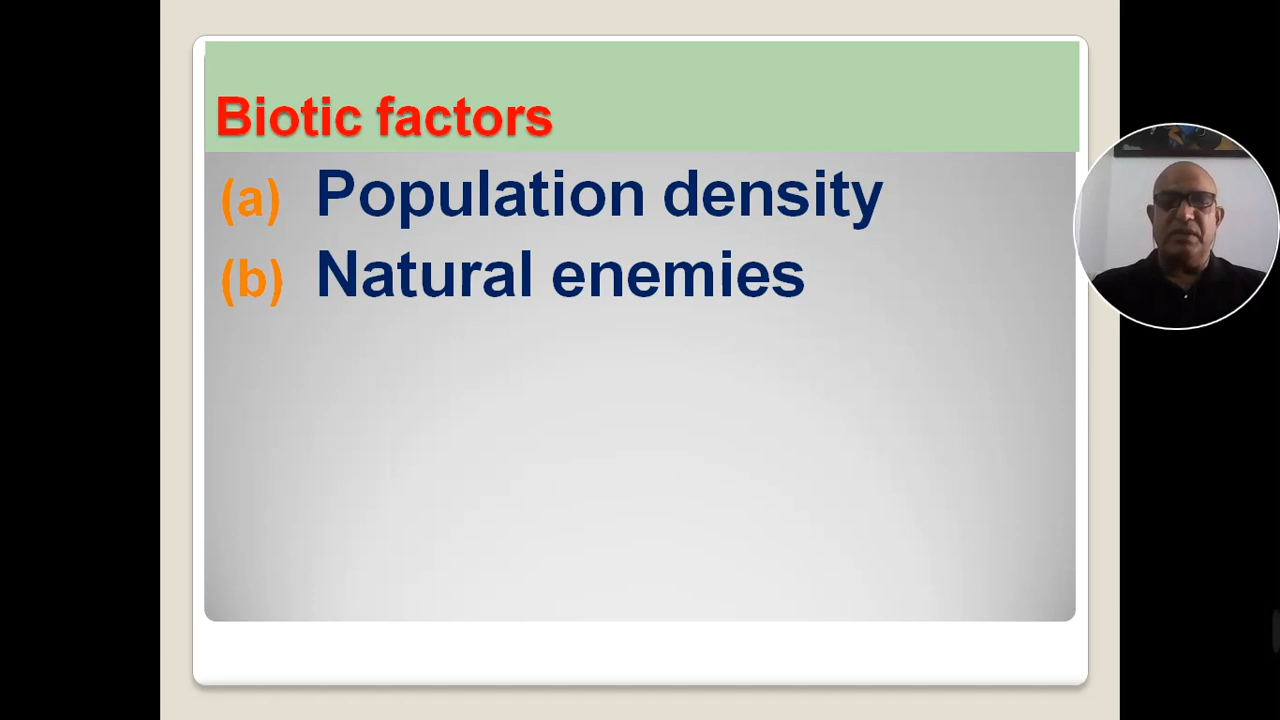 Biotic factors
(a) Population density
(b) Natural enemies